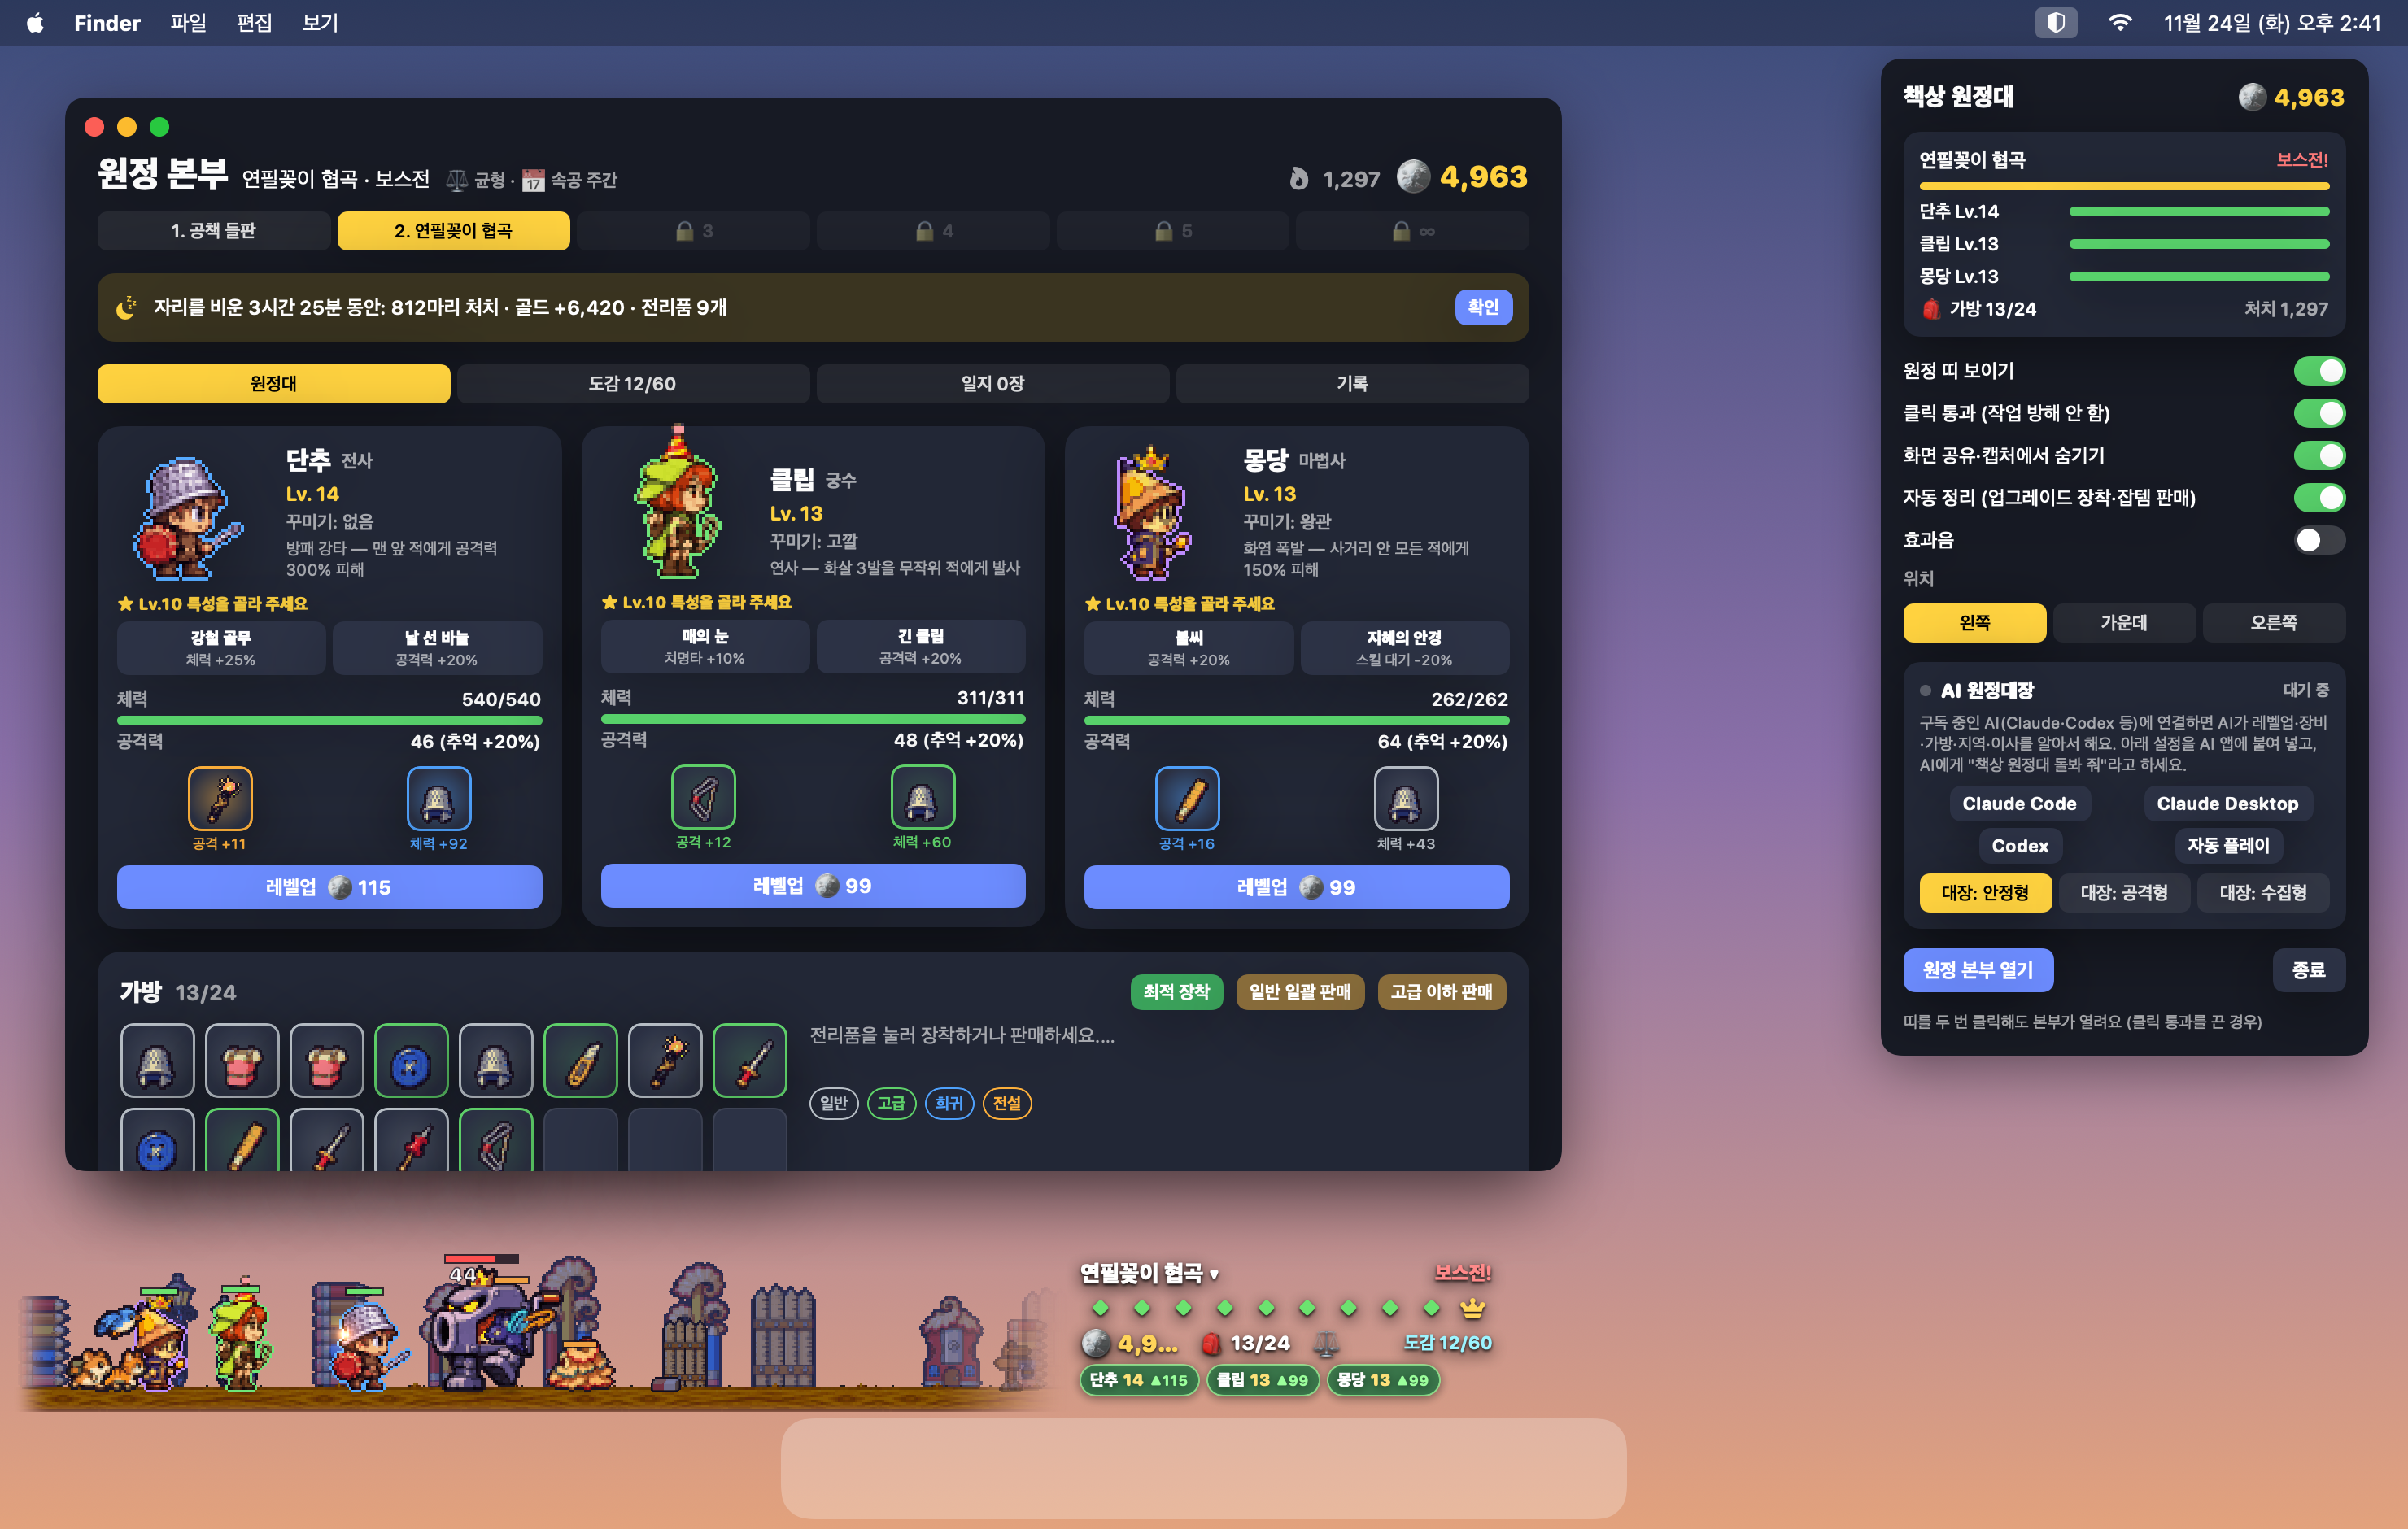 Finder 파일 편집 보기
11월 24일 (화) 오후 2:41
원정 본부 연필꽂이 협곡 · 보스전 균형 · 17 속공 주간
1,297 4,963
1. 공책 들판
2. 연필꽂이 협곡
3
4
5
∞
자리를 비운 3시간 25분 동안: 812마리 처치 · 골드 +6,420 · 전리품 9개
확인
원정대
도감 12/60
일지 0장
기록
단추 전사
Lv. 14
꾸미기: 없음
방패 강타 — 맨 앞 적에게 공격력
300% 피해
★ Lv.10 특성을 골라 주세요
강철 골무
체력 +25%
날 선 바늘
공격력 +20%
체력 540/540
공격력 46 (추억 +20%)
공격 +11
체력 +92
레벨업 115
클립 궁수
Lv. 13
꾸미기: 고깔
연사 — 화살 3발을 무작위 적에게 발사
★ Lv.10 특성을 골라 주세요
매의 눈
치명타 +10%
긴 클립
공격력 +20%
체력 311/311
공격력 48 (추억 +20%)
공격 +12
체력 +60
레벨업 99
몽당 마법사
Lv. 13
꾸미기: 왕관
화염 폭발 — 사거리 안 모든 적에게
150% 피해
★ Lv.10 특성을 골라 주세요
불씨
공격력 +20%
지혜의 안경
스킬 대기 -20%
체력 262/262
공격력 64 (추억 +20%)
공격 +16
체력 +43
레벨업 99
가방 13/24
최적 장착
일반 일괄 판매
고급 이하 판매
전리품을 눌러 장착하거나 판매하세요....
일반
고급
희귀
전설
책상 원정대 4,963
연필꽂이 협곡 보스전!
단추 Lv.14
클립 Lv.13
몽당 Lv.13
가방 13/24 처치 1,297
원정 띠 보이기
클릭 통과 (작업 방해 안 함)
화면 공유·캡처에서 숨기기
자동 정리 (업그레이드 장착·잡템 판매)
효과음
위치
왼쪽
가운데
오른쪽
AI 원정대장 대기 중
구독 중인 AI(Claude·Codex 등)에 연결하면 AI가 레벨업·장비
·가방·지역·이사를 알아서 해요. 아래 설정을 AI 앱에 붙여 넣고,
AI에게 "책상 원정대 돌봐 줘"라고 하세요.
Claude Code
Claude Desktop
Codex
자동 플레이
대장: 안정형
대장: 공격형
대장: 수집형
원정 본부 열기
종료
띠를 두 번 클릭해도 본부가 열려요 (클릭 통과를 끈 경우)
44
연필꽂이 협곡 ▾ 보스전!
4,9... 13/24 도감 12/60
단추 14 ▲115
클립 13 ▲99
몽당 13 ▲99